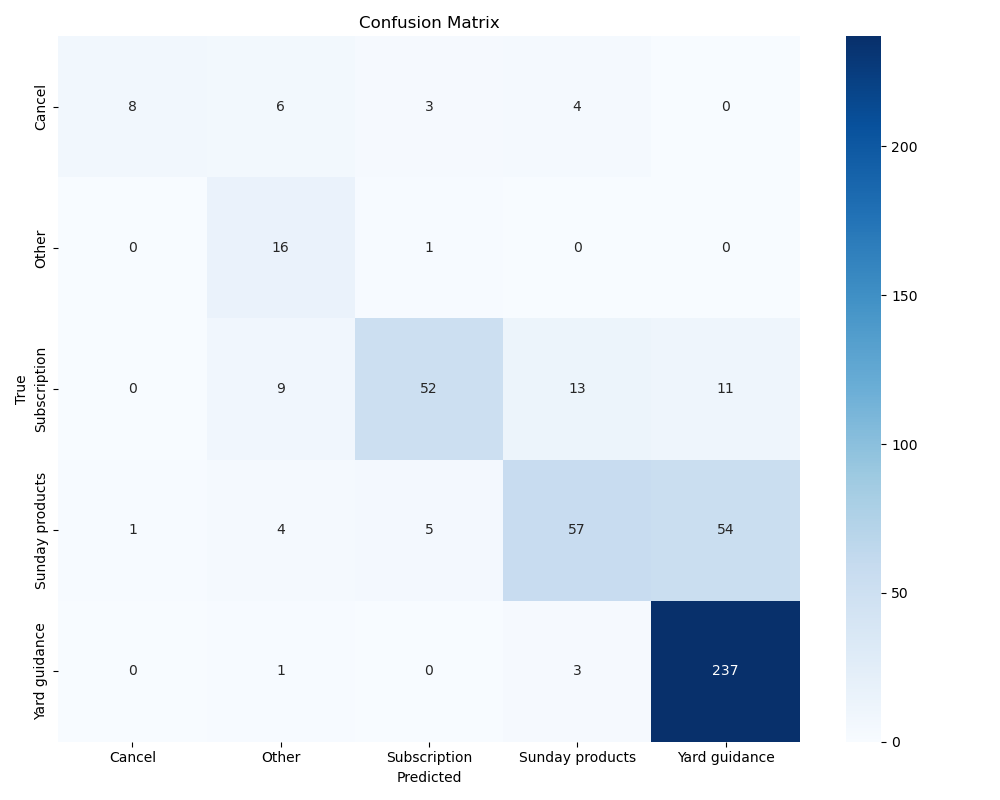 Confusion Matrix
True
Cancel 8 6 3 4 0
Other 0 16 1 0 0
Subscription 0 9 52 13 11
Sunday products 1 4 5 57 54
Yard guidance 0 1 0 3 237
Cancel Other Subscription Sunday products Yard guidance
Predicted
200
150
100
50
0